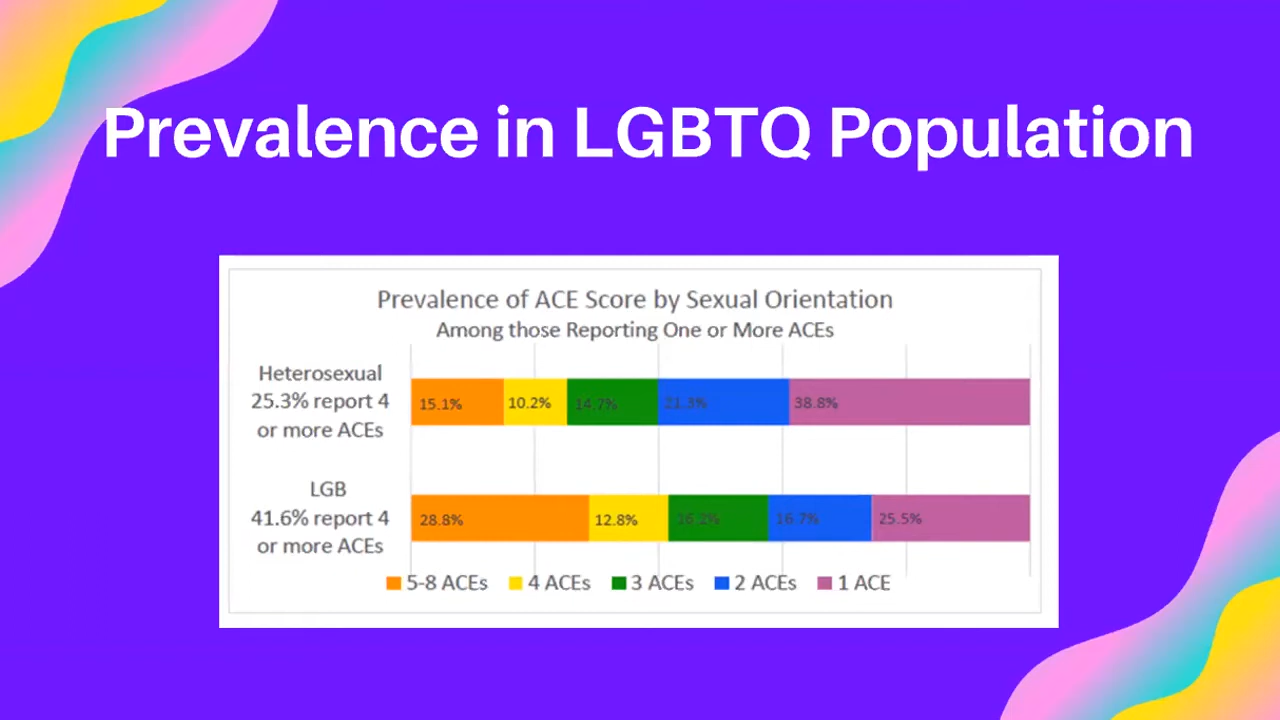 Prevalence in LGBTQ Population
Prevalence of ACE Score by Sexual Orientation
Among those Reporting One or More ACEs
Heterosexual
25.3% report 4
or more ACEs
15.1% 10.2% 14.7% 21.3% 38.8%
LGB
41.6% report 4
or more ACEs
28.8% 12.8% 16.2% 16.7% 25.5%
5-8 ACEs 4 ACEs 3 ACEs 2 ACEs 1 ACE